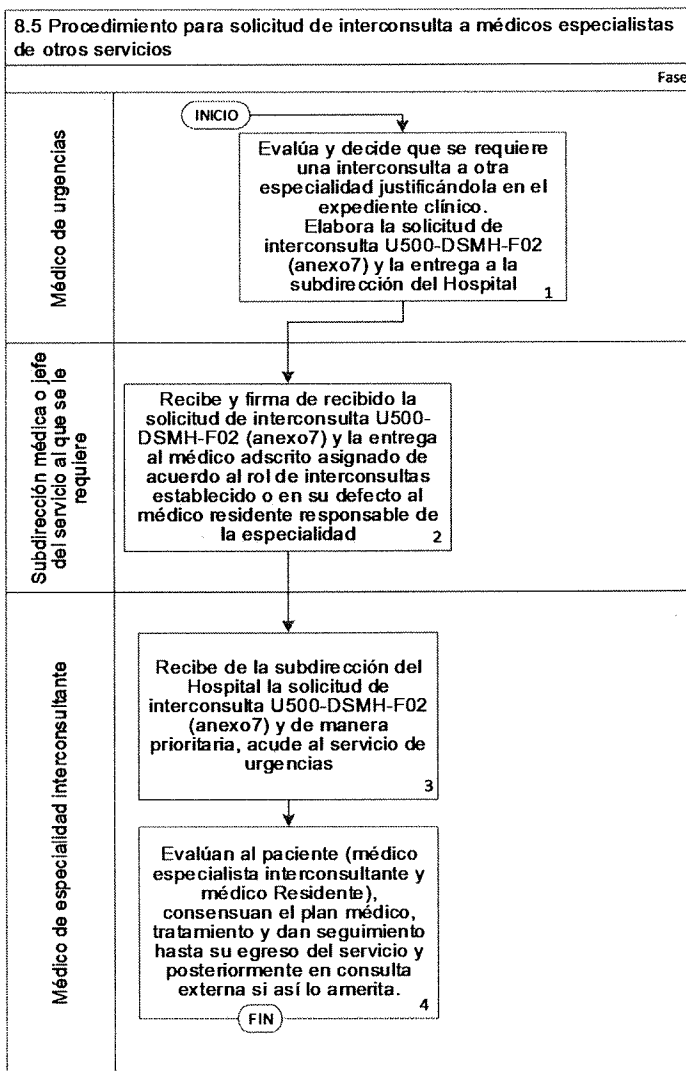 8.5 Procedimiento para solicitud de interconsulta a médicos especialistas
de otros servicios
Fase
Médico de urgencias
INICIO
Evalúa y decide que se requiere
una interconsulta a otra
especialidad justificándola en el
expediente clínico.
Elabora la solicitud de
interconsulta U500-DSMH-F02
(anexo7) y la entrega a la
subdirección del Hospital
1
Subdirección médica o jefe
del servicio al que se le
requiere
Recibe y firma de recibido la
solicitud de interconsulta U500-
DSMH-F02 (anexo7) y la entrega
al médico adscrito asignado de
acuerdo al rol de interconsultas
establecido o en su defecto al
médico residente responsable de
la especialidad
2
Médico de especialidad interconsultante
Recibe de la subdirección del
Hospital la solicitud de
interconsulta U500-DSMH-F02
(anexo7) y de manera
prioritaria, acude al servicio de
urgencias
3
Evalúan al paciente (médico
especialista interconsultante y
médico Residente),
consensuan el plan médico,
tratamiento y dan seguimiento
hasta su egreso del servicio y
posteriormente en consulta
externa si así lo amerita.
4
FIN